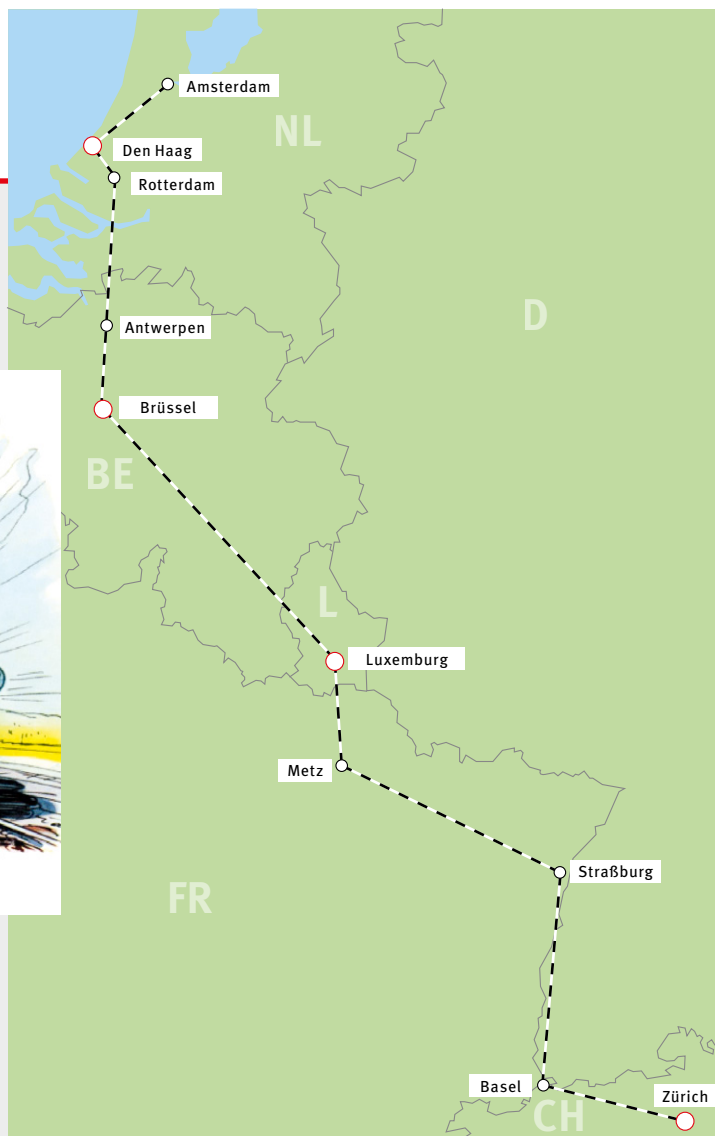 Amsterdam
NL
Den Haag
Rotterdam
D
Antwerpen
Brüssel
BE
L
Luxemburg
Metz
Straßburg
FR
Basel
Zürich
CH